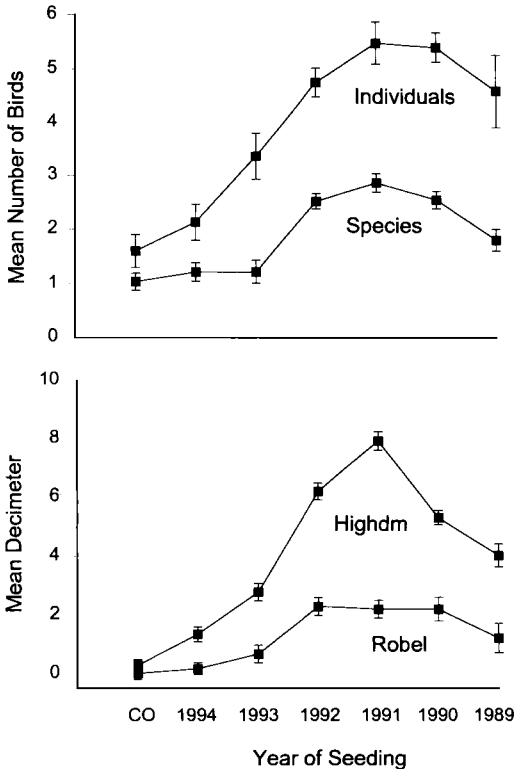 Mean Number of Birds
6
5
4
3
2
1
0
Individuals
Species
Mean Decimeter
10
8
6
4
2
0
Highdm
Robel
CO 1994 1993 1992 1991 1990 1989
Year of Seeding